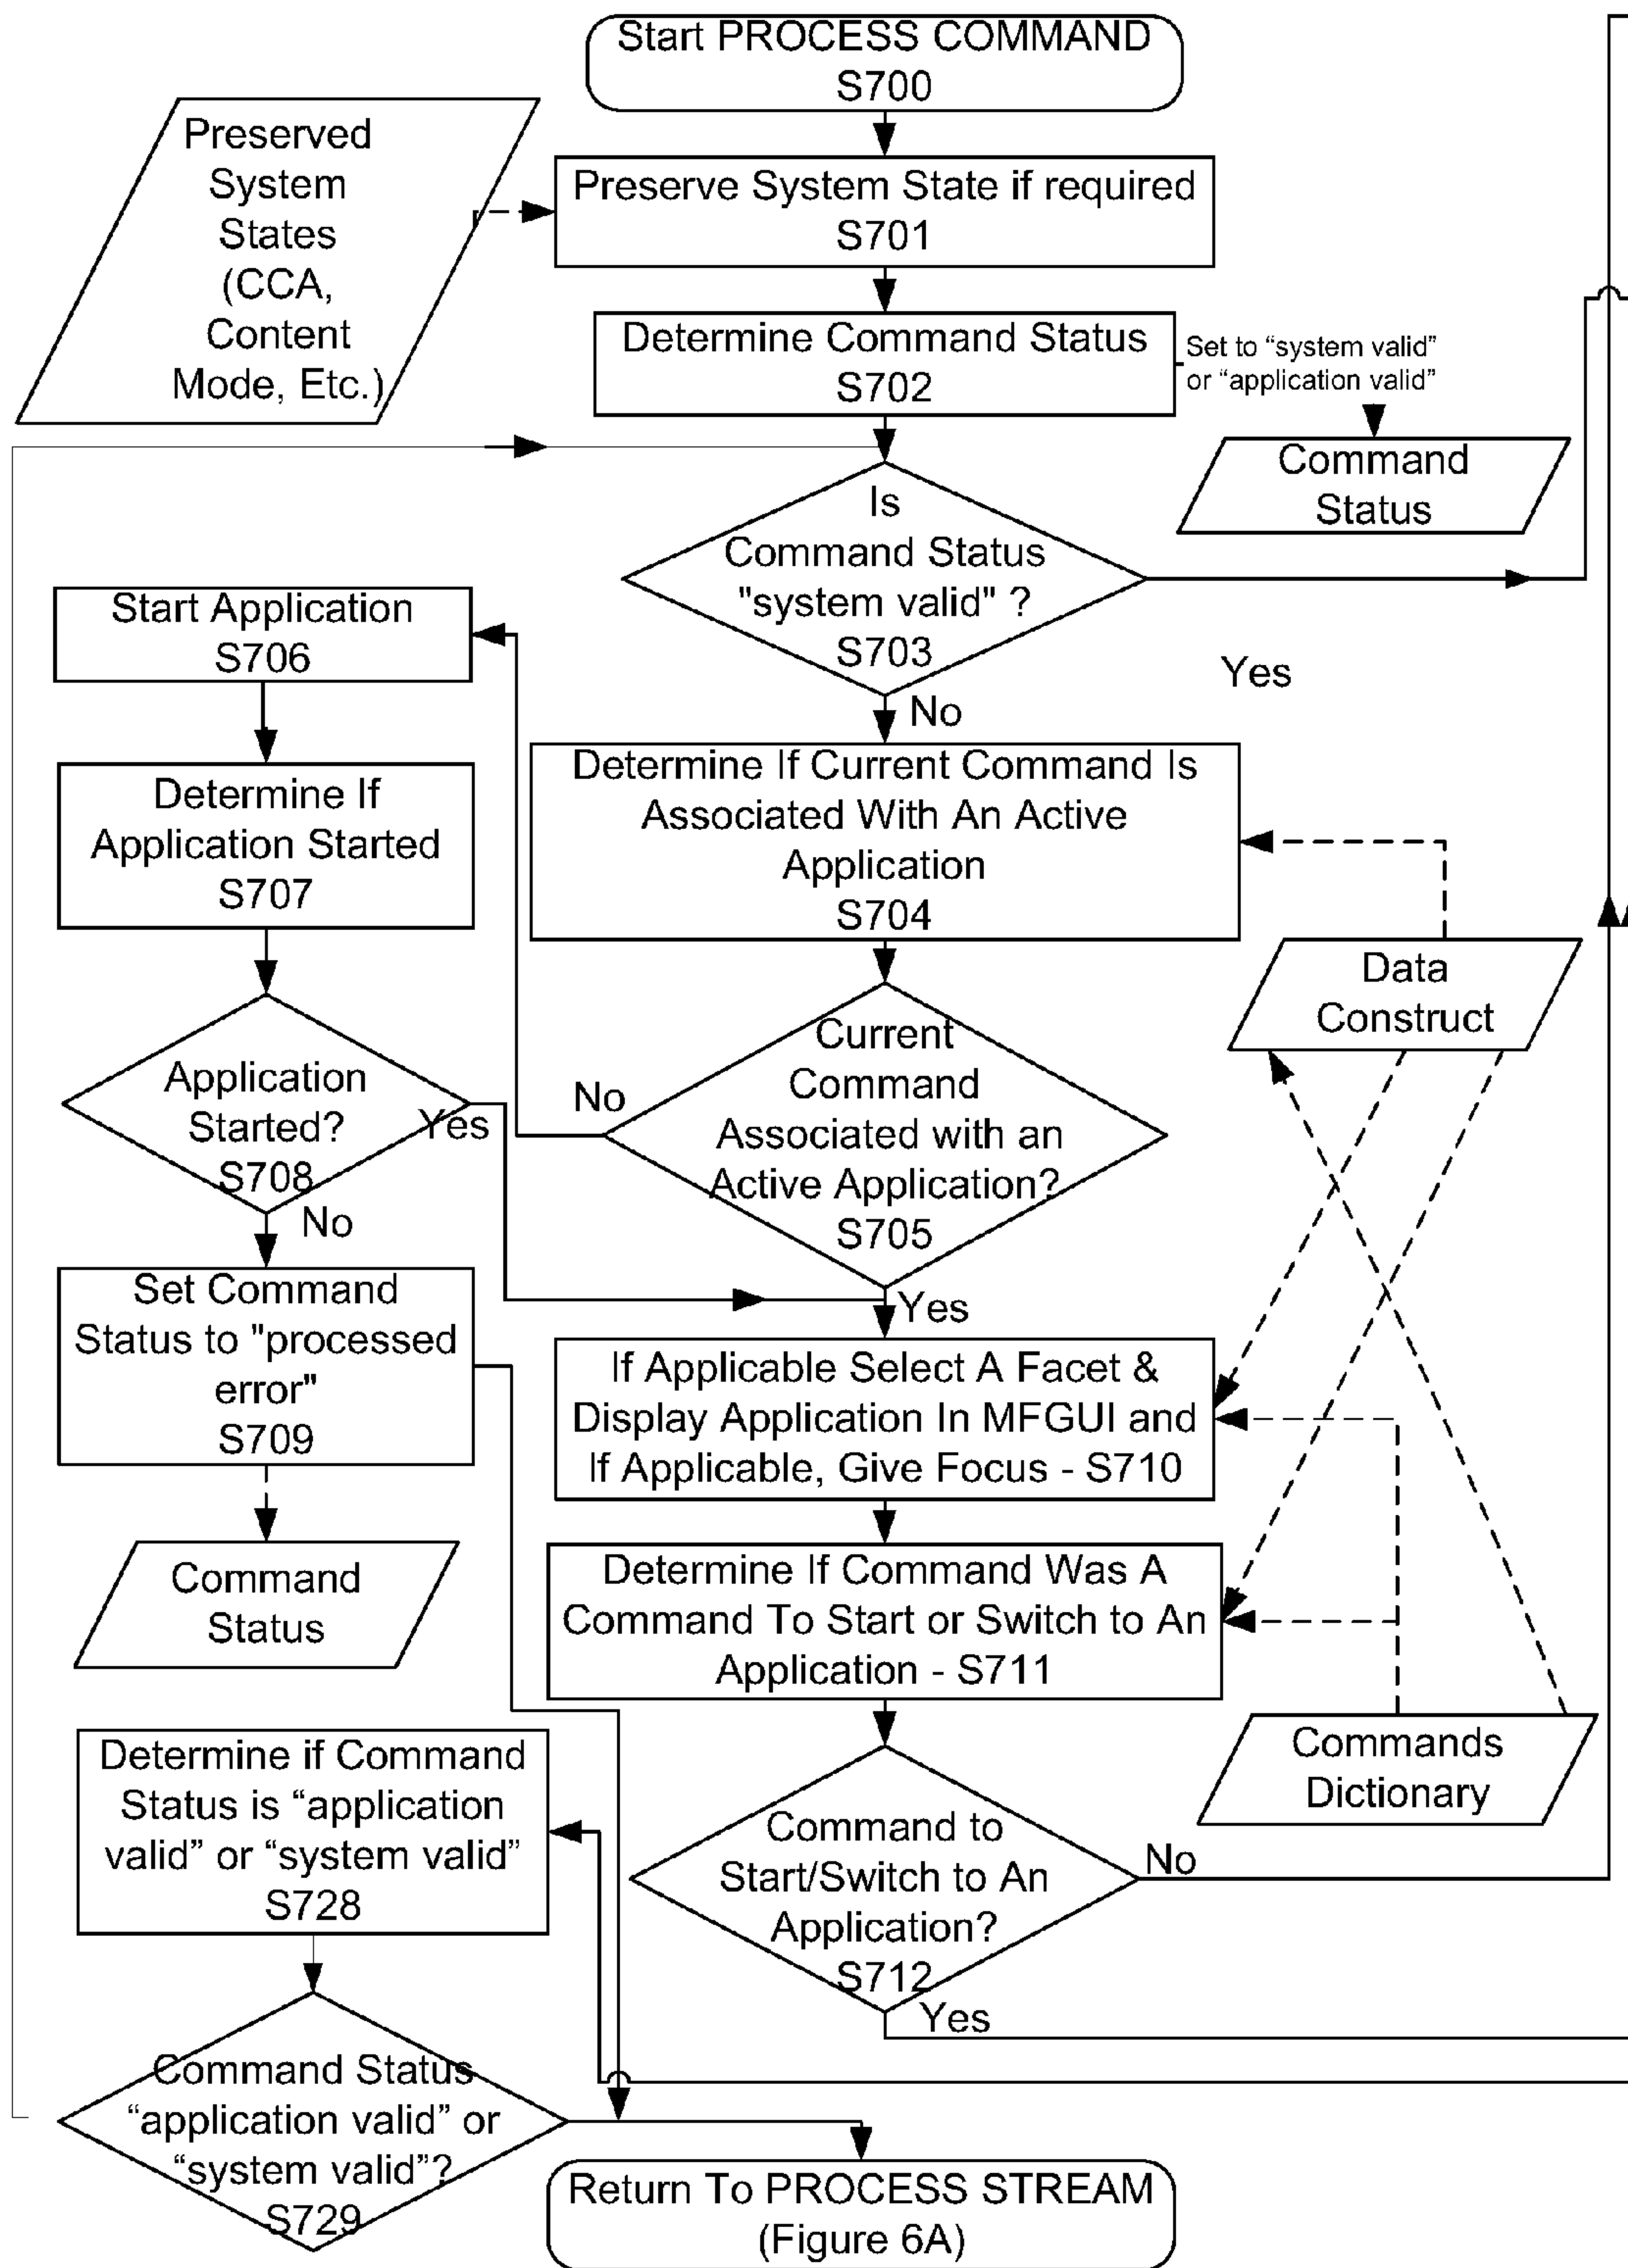 Start PROCESS COMMAND
S700
Preserved
System
States
(CCA,
Content
Mode, Etc.)
Preserve System State if required
S701
Determine Command Status
S702
Set to “system valid”
or “application valid”
Command
Status
Is
Command Status
"system valid" ?
S703
Yes
No
Start Application
S706
Determine If Current Command Is
Associated With An Active
Application
S704
Determine If
Application Started
S707
Data
Construct
Current
Command
Associated with an
Active Application?
S705
No
Yes
Application
Started?
S708
Yes
No
Set Command
Status to "processed
error"
S709
Command
Status
If Applicable Select A Facet &
Display Application In MFGUI and
If Applicable, Give Focus - S710
Determine If Command Was A
Command To Start or Switch to An
Application - S711
Commands
Dictionary
Determine if Command
Status is “application
valid” or “system valid”
S728
Command to
Start/Switch to An
Application?
S712
No
Yes
Command Status
“application valid” or
“system valid”?
S729
Return To PROCESS STREAM
(Figure 6A)